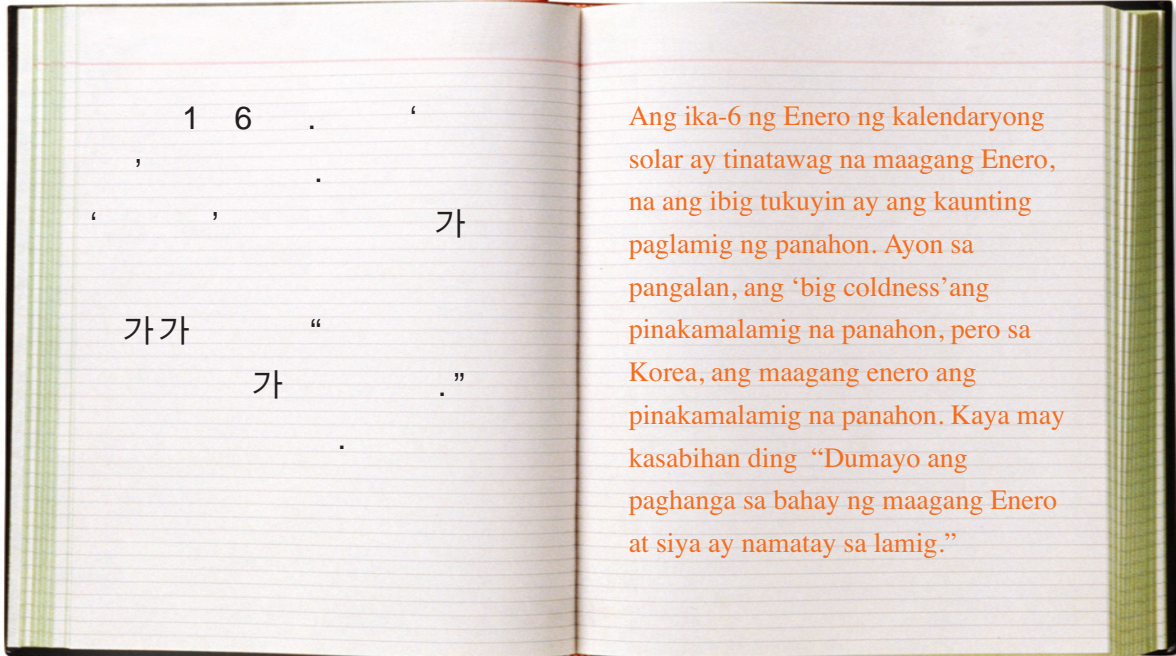 1 6 . ‘
’ .
‘ ’ 가
가가 “
가 .”
.
Ang ika-6 ng Enero ng kalendaryong
solar ay tinatawag na maagang Enero,
na ang ibig tukuyin ay ang kaunting
paglamig ng panahon. Ayon sa
pangalan, ang ‘big coldness’ang
pinakamalamig na panahon, pero sa
Korea, ang maagang enero ang
pinakamalamig na panahon. Kaya may
kasabihan ding “Dumayo ang
paghanga sa bahay ng maagang Enero
at siya ay namatay sa lamig.”